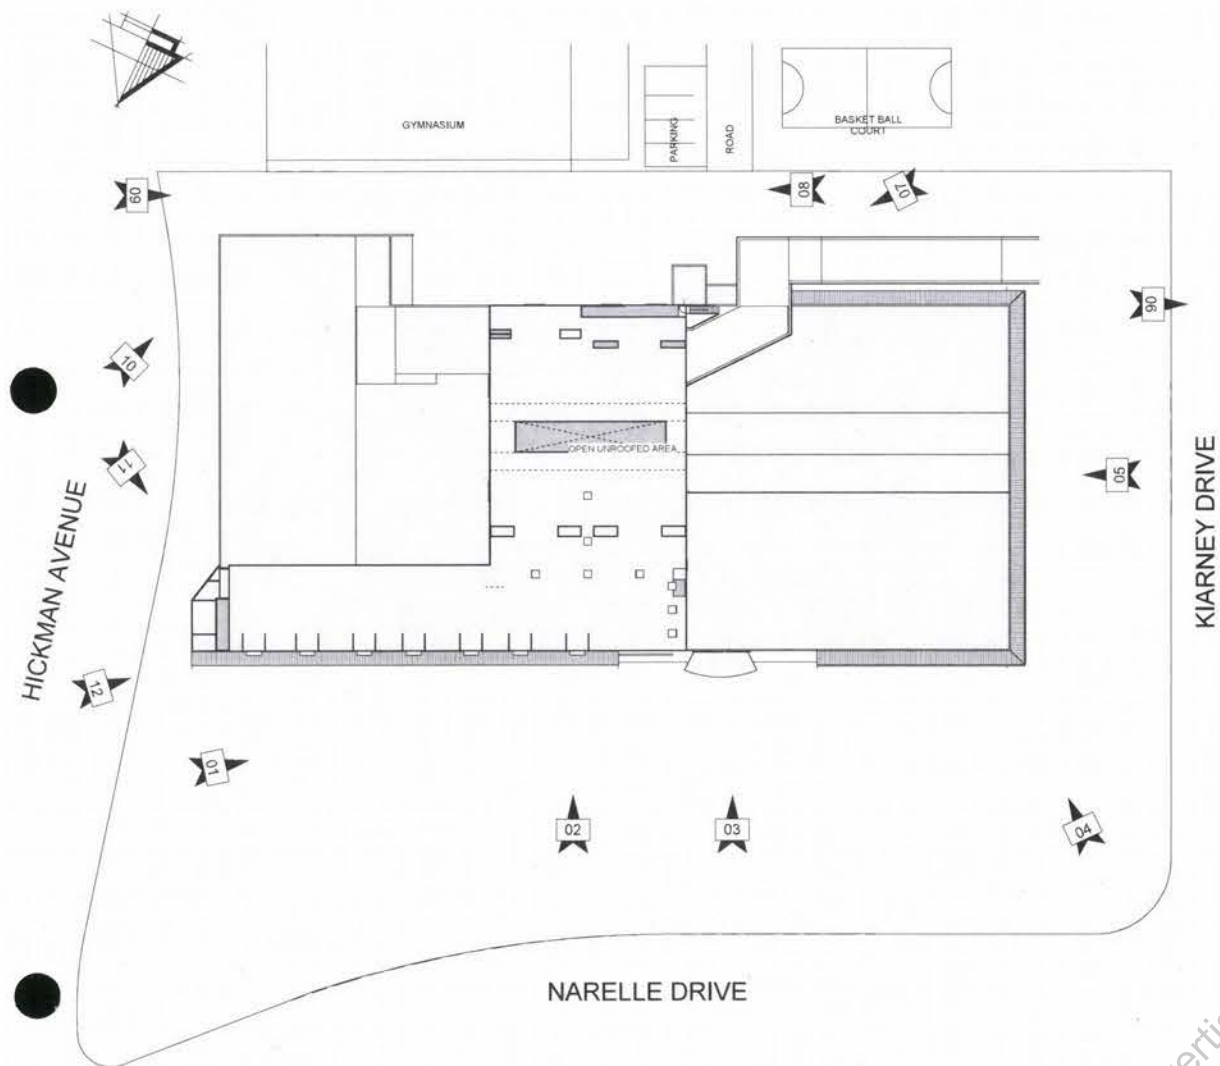 GYMNASIUM
PARKING
ROAD
BASKET BALL
COURT
09
08
07
06
10
OPEN UNROOFED AREA
11
05
KIARNEY DRIVE
HICKMAN AVENUE
12
01
02
03
04
NARELLE DRIVE